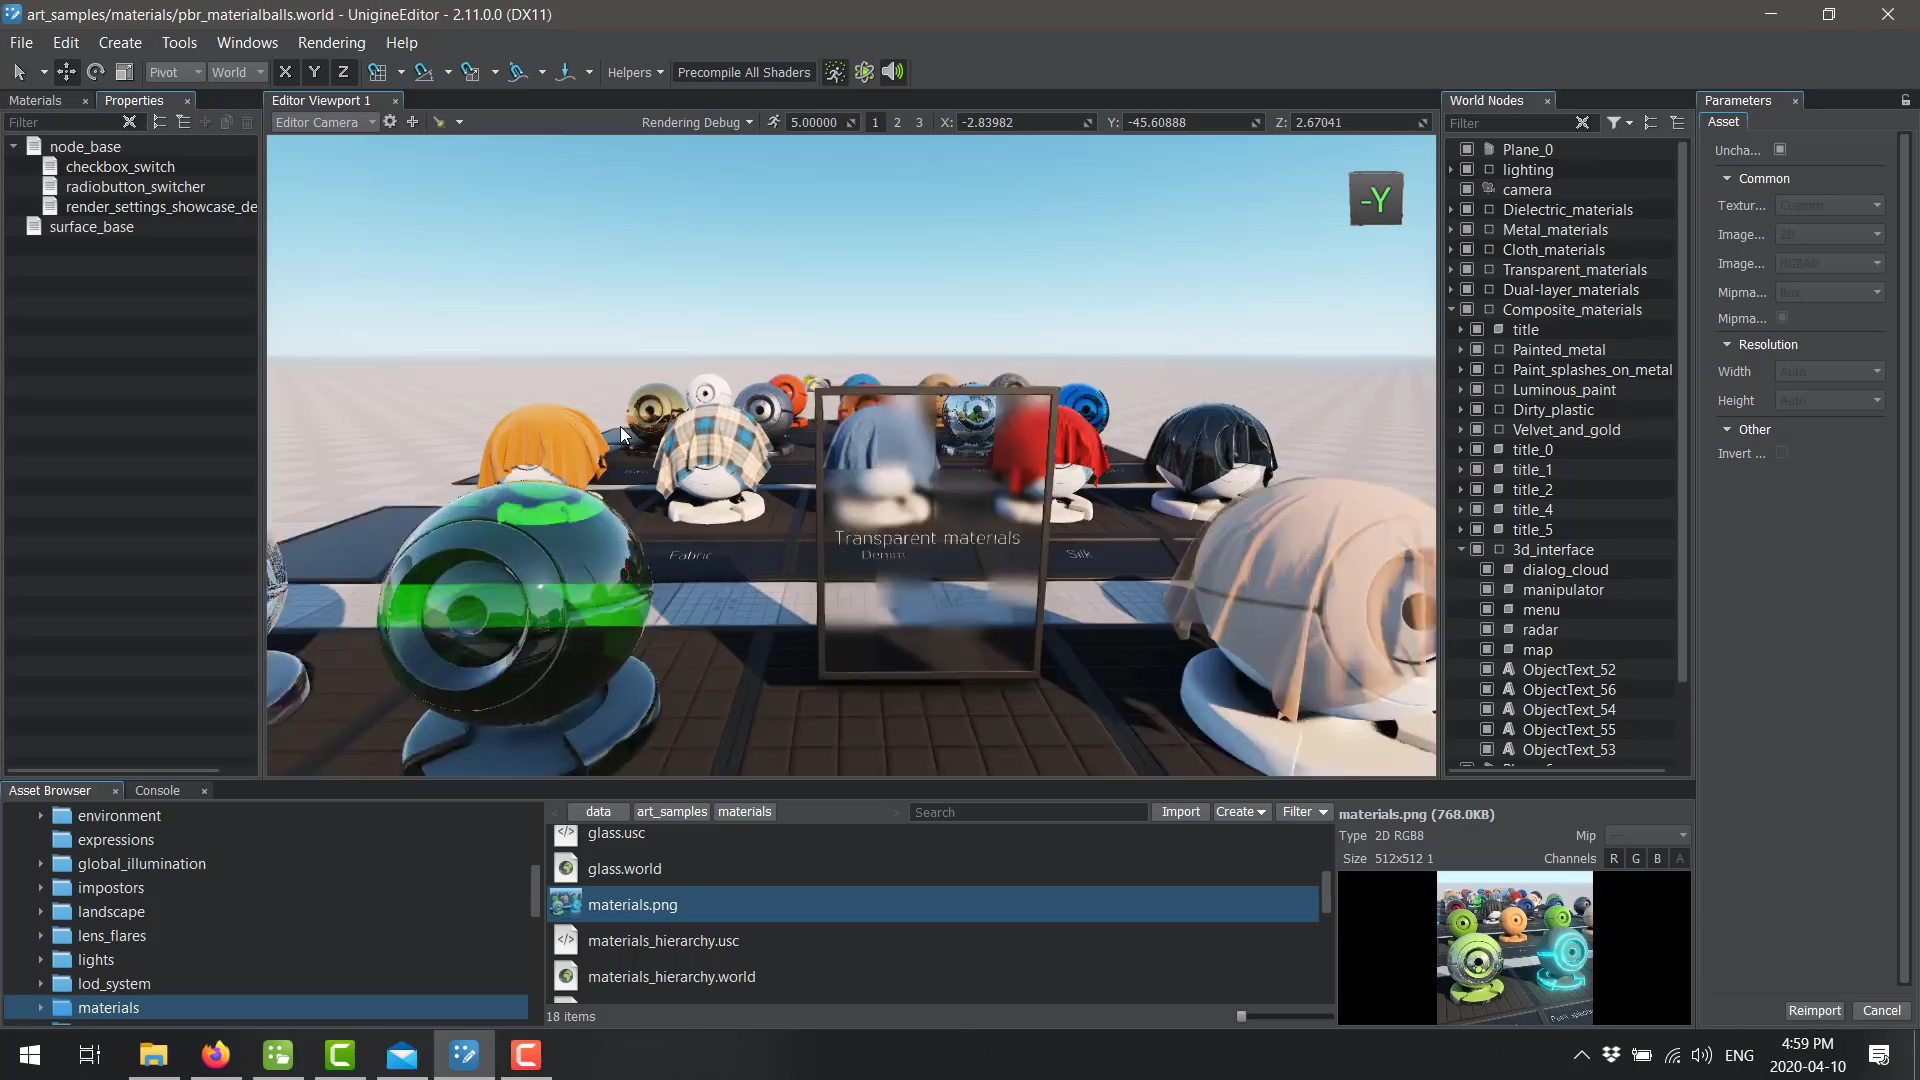 art_samples/materials/pbr_materialballs.world - UnigineEditor - 2.11.0.0 (DX11)
File Edit Create Tools Windows Rendering Help
Pivot World X Y Z Helpers Precompile All Shaders
Materials Properties Editor Viewport 1 World Nodes Parameters
Filter Editor Camera Rendering Debug 5.00000 1 2 3 X: -2.83982 Y: -45.60888 Z: 2.67041 Filter Asset
node_base
checkbox_switch
radiobutton_switcher
render_settings_showcase_de
surface_base
-Y
Transparent materials
Fabric
Denim
Silk
Plane_0
lighting
camera
Dielectric_materials
Metal_materials
Cloth_materials
Transparent_materials
Dual-layer_materials
Composite_materials
title
Painted_metal
Paint_splashes_on_metal
Luminous_paint
Dirty_plastic
Velvet_and_gold
title_0
title_1
title_2
title_4
title_5
3d_interface
dialog_cloud
manipulator
menu
radar
map
ObjectText_52
ObjectText_56
ObjectText_54
ObjectText_55
ObjectText_53
Uncha...
Common
Textur... Custom
Image... 2D
Image... RGBA8
Mipma... Box
Mipma...
Resolution
Width Auto
Height Auto
Other
Invert ...
Reimport Cancel
Asset Browser Console
environment
expressions
global_illumination
impostors
landscape
lens_flares
lights
lod_system
materials
data art_samples materials Search Import Create Filter
glass.usc
glass.world
materials.png
materials_hierarchy.usc
materials_hierarchy.world
18 items
materials.png (768.0KB)
Type 2D RGB8 Mip
Size 512x512 1 Channels R G B A
ENG
4:59 PM
2020-04-10